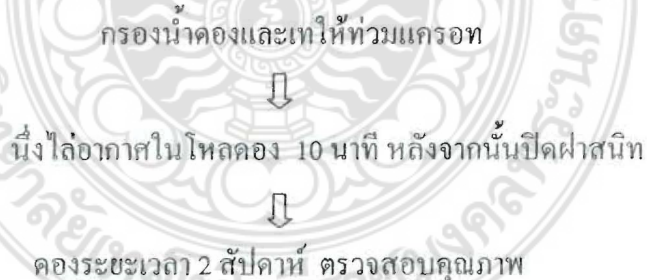 กรองน้ำดองและเทให้ท่วมแครอท
นึ่งไล่อากาศในโหลดอง 10 นาที หลังจากนั้นปิดฝาสนิท
ดองระยะเวลา 2 สัปดาห์ ตรวจสอบคุณภาพ